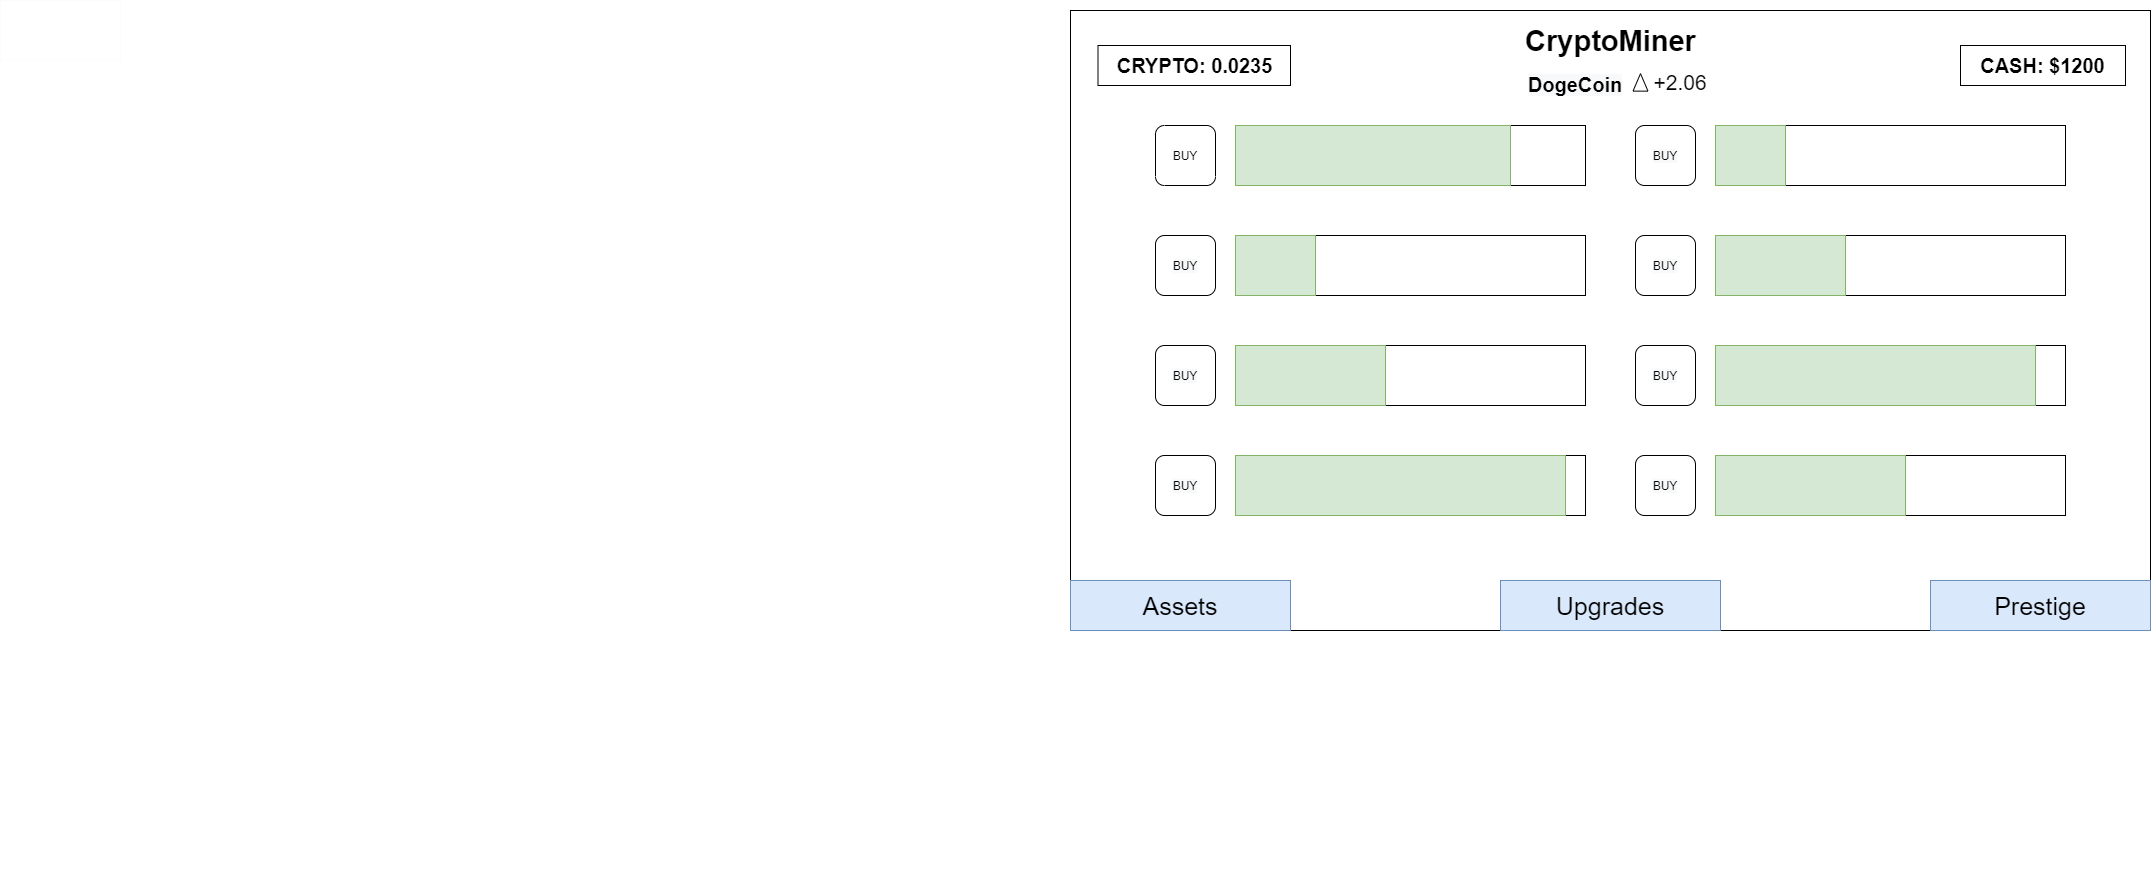 CryptoMiner
CRYPTO: 0.0235
CASH: $1200
DogeCoin △ +2.06
BUY
BUY
BUY
BUY
BUY
BUY
BUY
BUY
Assets
Upgrades
Prestige